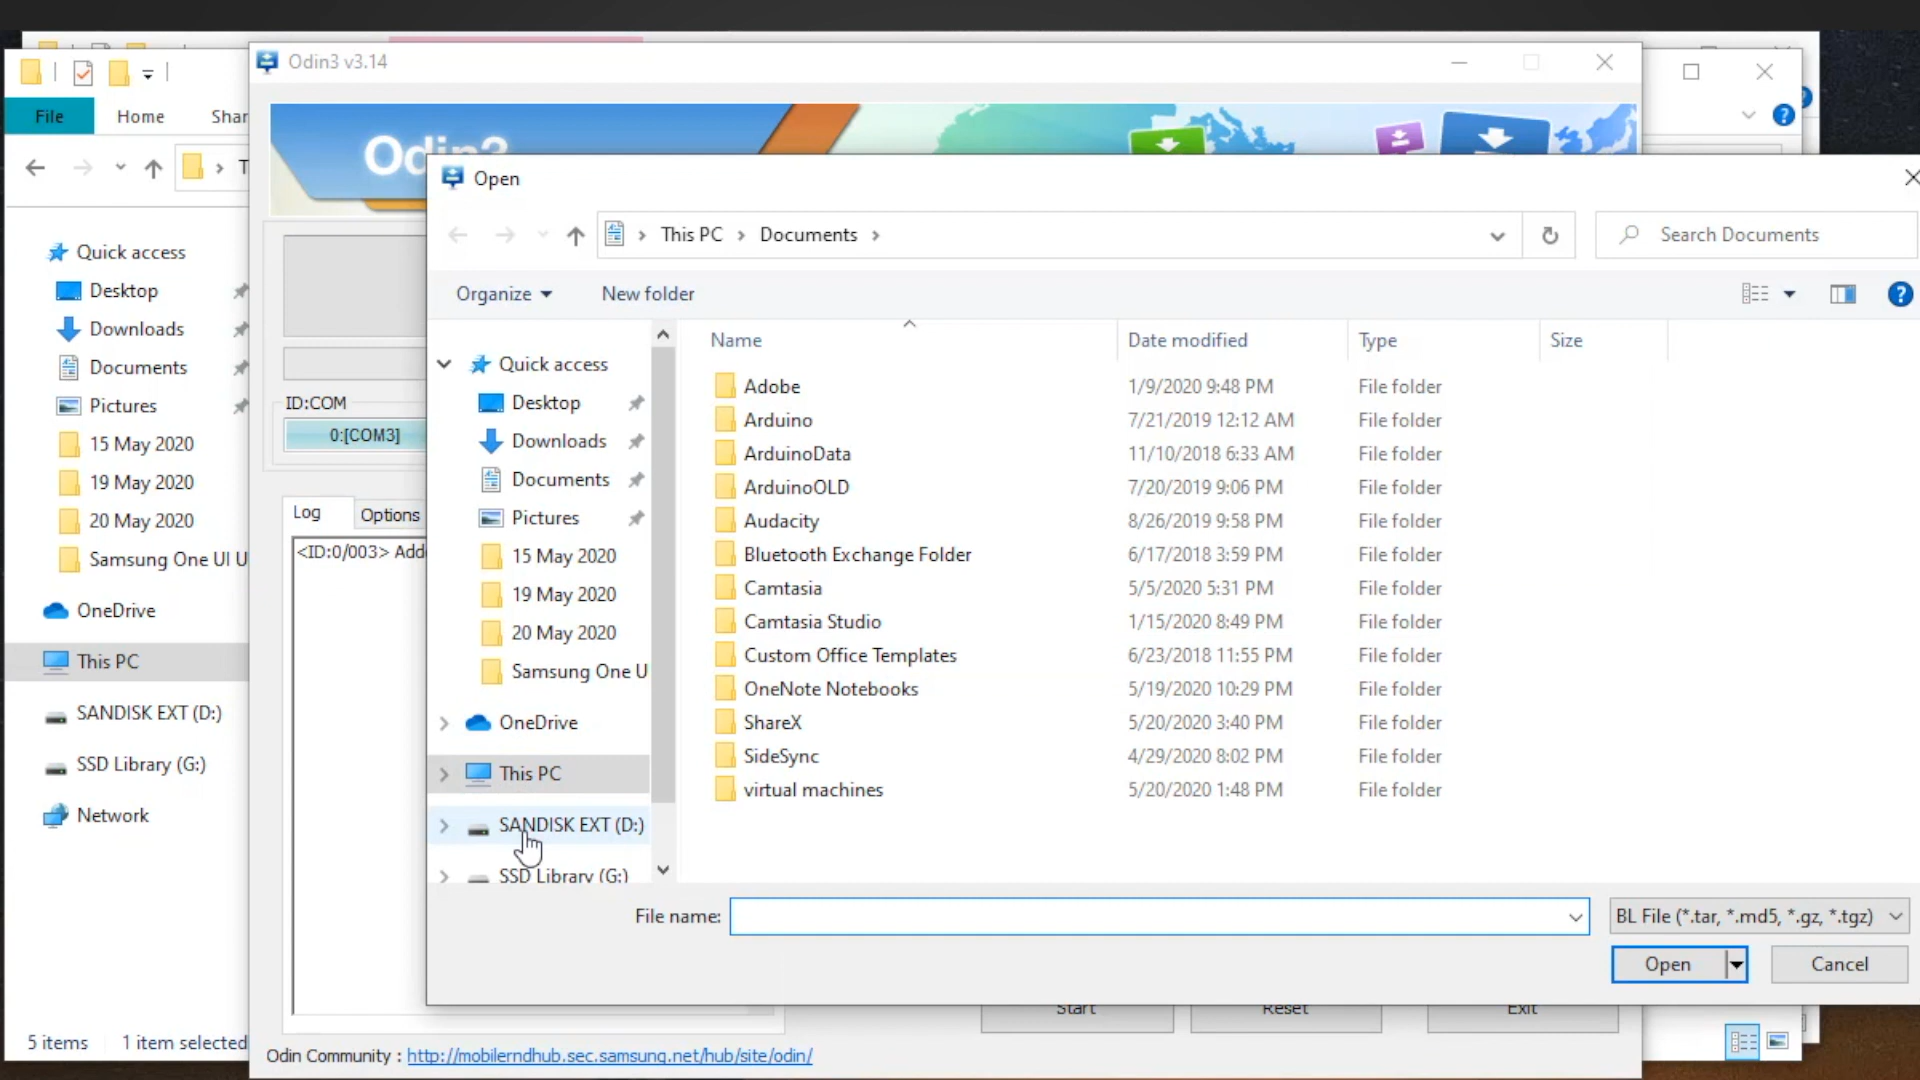 Odin3 v3.14
File
Home
Shar
T
Quick access
Desktop
Downloads
Documents
Pictures
15 May 2020
19 May 2020
20 May 2020
Samsung One UI U
OneDrive
This PC
SANDISK EXT (D:)
SSD Library (G:)
Network
5 items
1 item selected
Odin3
ID:COM
0:[COM3]
Log
Options
<ID:0/003> Adde
Open
This PC
Documents
Search Documents
Organize
New folder
Quick access
Desktop
Downloads
Documents
Pictures
15 May 2020
19 May 2020
20 May 2020
Samsung One U
OneDrive
This PC
SANDISK EXT (D:)
SSD Library (G:)
Name Date modified Type Size
Adobe 1/9/2020 9:48 PM File folder
Arduino 7/21/2019 12:12 AM File folder
ArduinoData 11/10/2018 6:33 AM File folder
ArduinoOLD 7/20/2019 9:06 PM File folder
Audacity 8/26/2019 9:58 PM File folder
Bluetooth Exchange Folder 6/17/2018 3:59 PM File folder
Camtasia 5/5/2020 5:31 PM File folder
Camtasia Studio 1/15/2020 8:49 PM File folder
Custom Office Templates 6/23/2018 11:55 PM File folder
OneNote Notebooks 5/19/2020 10:29 PM File folder
ShareX 5/20/2020 3:40 PM File folder
SideSync 4/29/2020 8:02 PM File folder
virtual machines 5/20/2020 1:48 PM File folder
File name:
BL File (*.tar, *.md5, *.gz, *.tgz)
Open
Cancel
Start
Reset
Exit
Odin Community : http://mobilerndhub.sec.samsung.net/hub/site/odin/